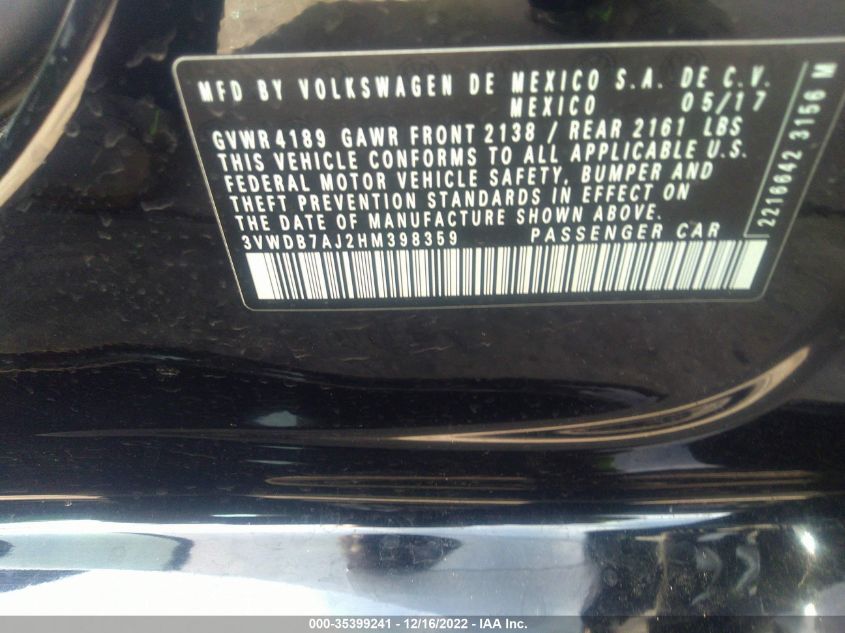 MFD BY VOLKSWAGEN DE MEXICO S.A. DE C.V.
MEXICO 05/17
GVWR 4189 GAWR FRONT 2138 / REAR 2161 LBS
THIS VEHICLE CONFORMS TO ALL APPLICABLE U.S.
FEDERAL MOTOR VEHICLE SAFETY, BUMPER AND
THEFT PREVENTION STANDARDS IN EFFECT ON
THE DATE OF MANUFACTURE SHOWN ABOVE.
3VWDB7AJ2HM398359 PASSENGER CAR
2216642 3156 M
000-35399241 - 12/16/2022 - IAA Inc.